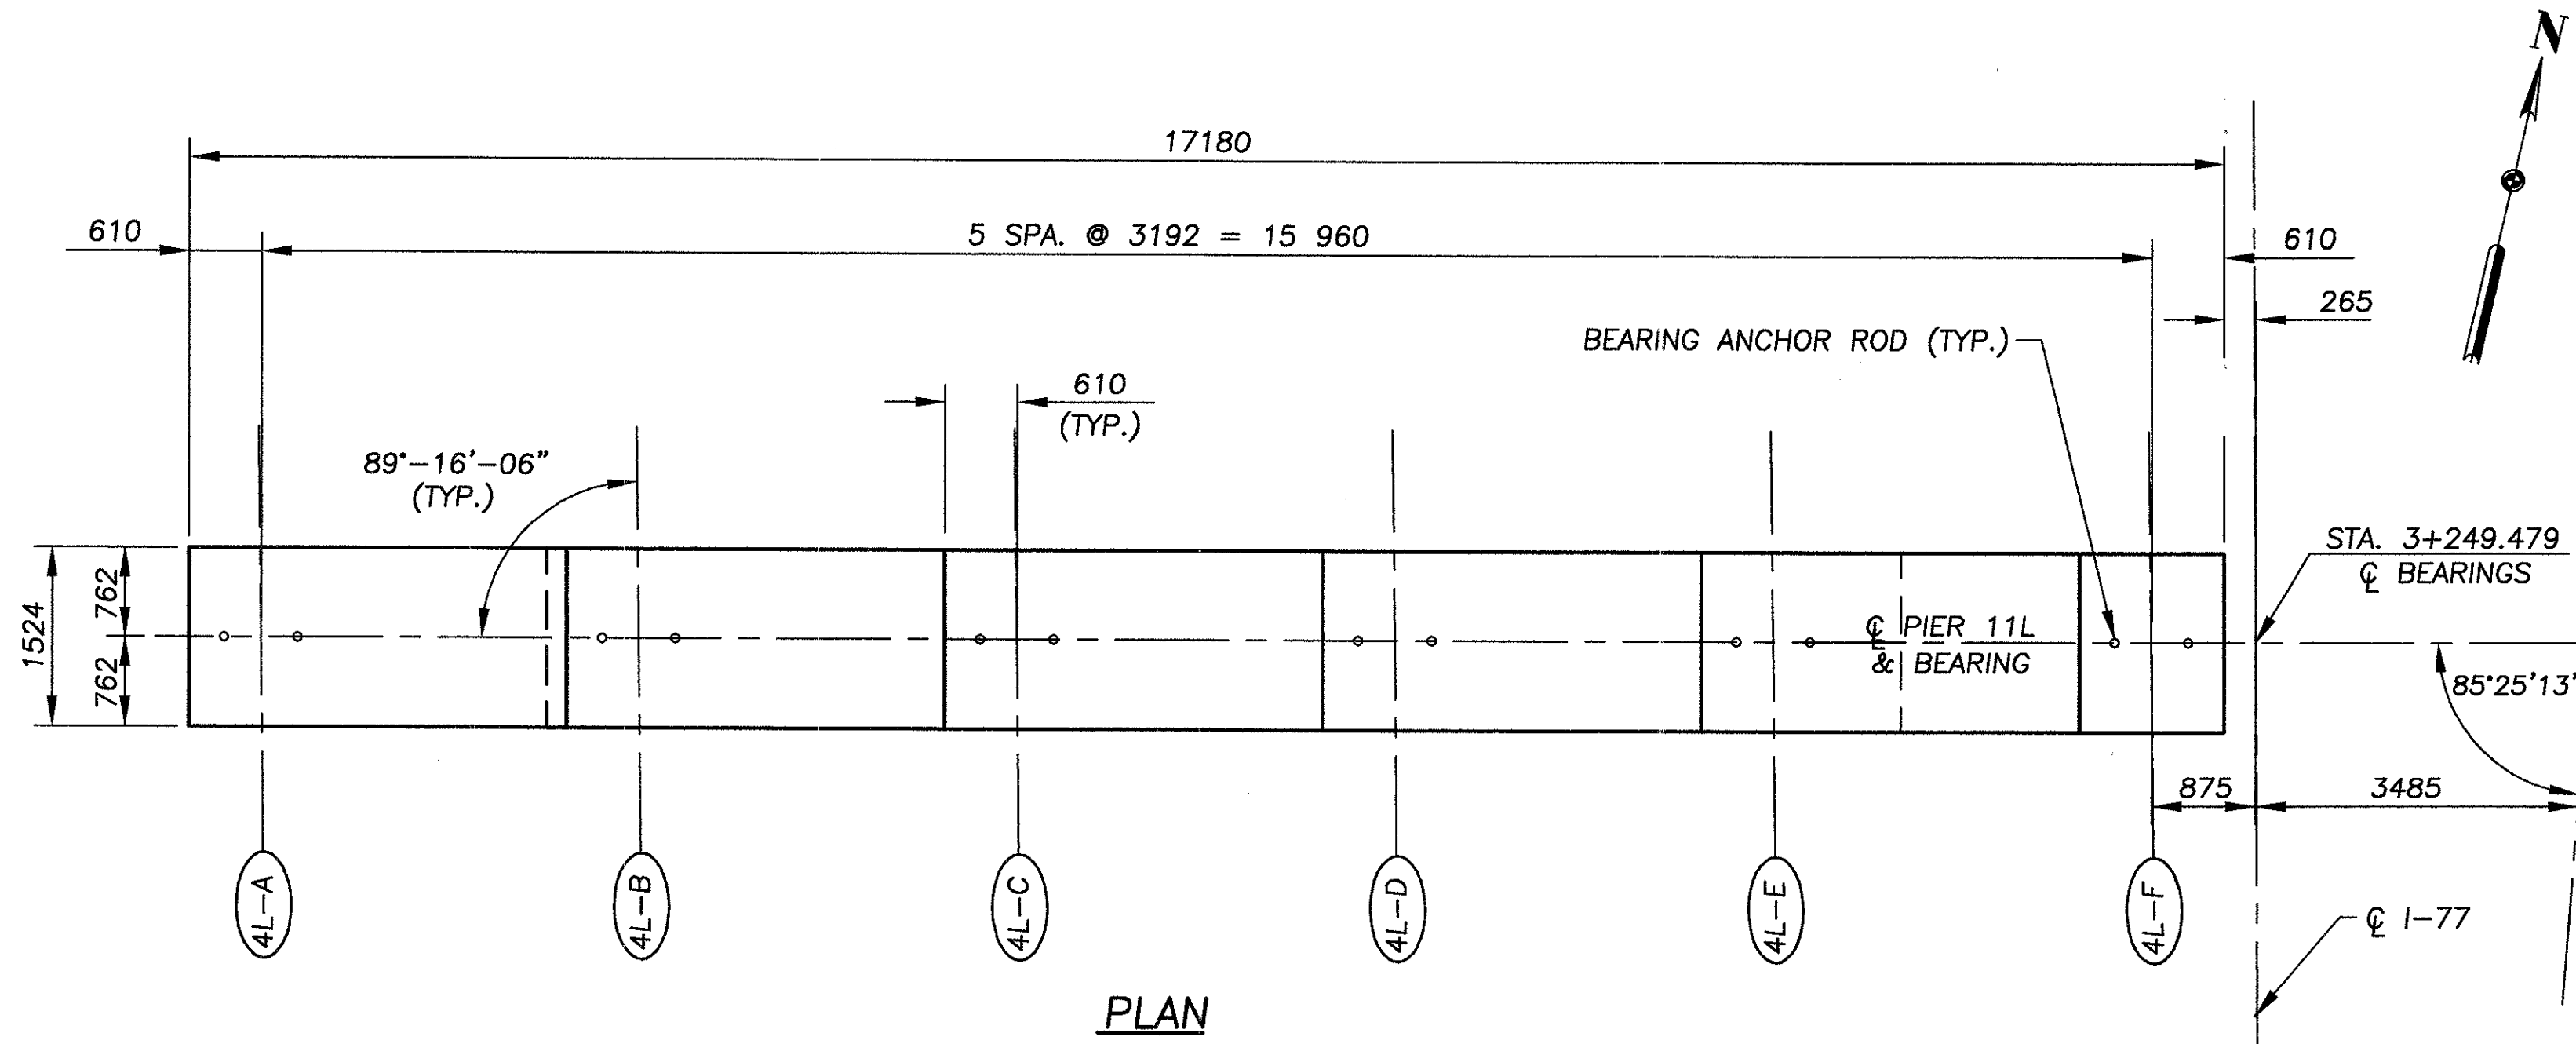 N
17180
610
5 SPA. @ 3192 = 15 960
610
265
BEARING ANCHOR ROD (TYP.)
610
(TYP.)
89°-16'-06"
(TYP.)
STA. 3+249.479
℄ BEARINGS
1524
762
762
℄ PIER 11L
& BEARING
85°25'13"
875
3485
4L-A
4L-B
4L-C
4L-D
4L-E
4L-F
℄ I-77
PLAN